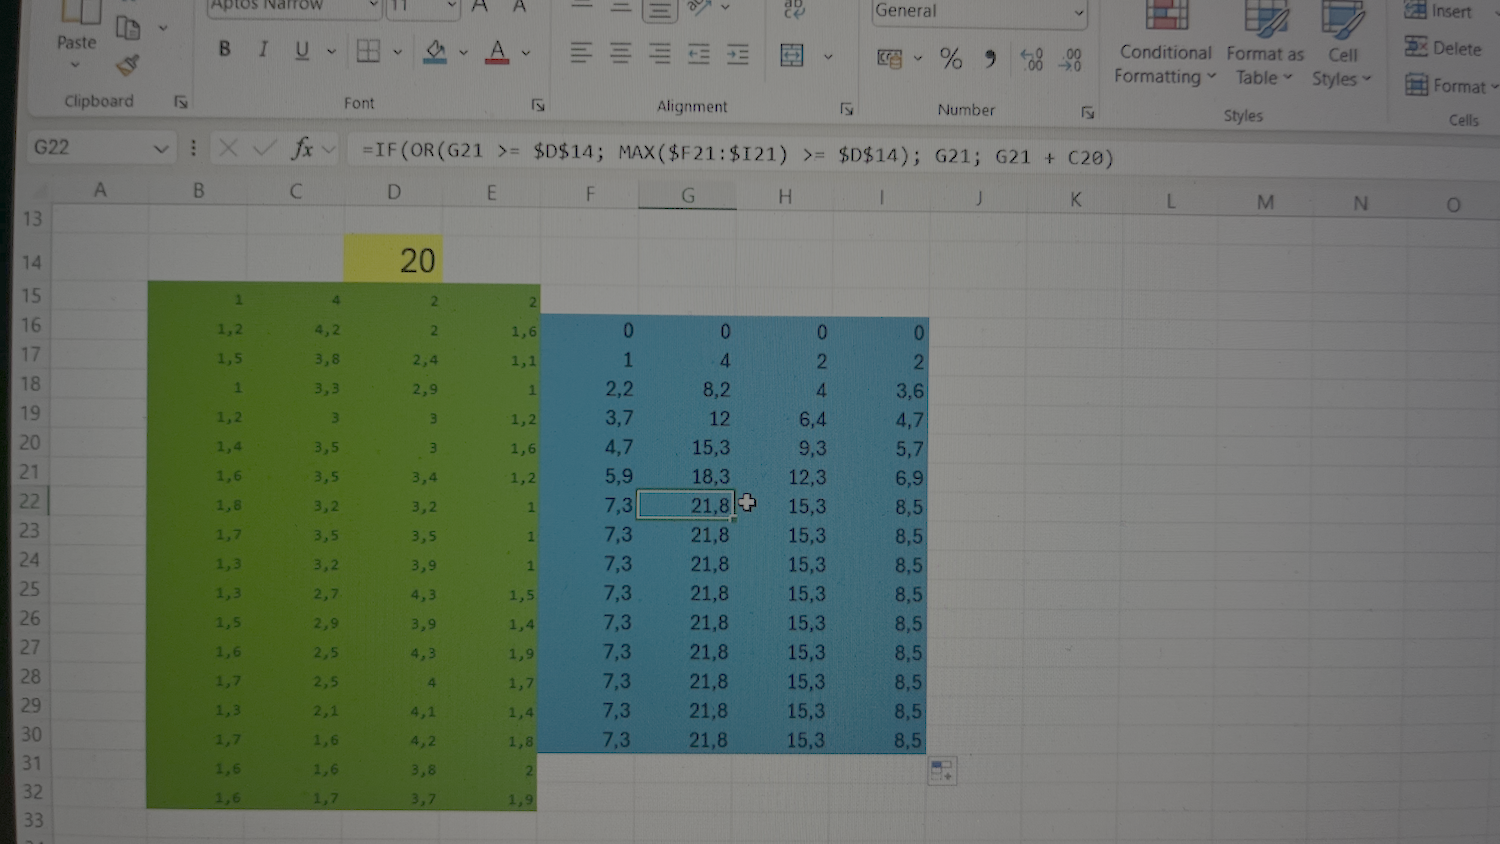 Aptos Narrow 11 A A ab General Insert
Paste B I U A % , ←0 .00 .00 →0 Conditional Formatting Format as Table Cell Styles Delete
Format
Clipboard Font Alignment Number Styles Cells
G22 fx =IF(OR(G21 >= $D$14; MAX($F21:$I21) >= $D$14); G21; G21 + C20)
A B C D E F G H I J K L M N O
13
14 20
15 1 4 2 2
16 1,2 4,2 2 1,6 0 0 0 0
17 1,5 3,8 2,4 1,1 1 4 2 2
18 1 3,3 2,9 1 2,2 8,2 4 3,6
19 1,2 3 3 1,2 3,7 12 6,4 4,7
20 1,4 3,5 3 1,6 4,7 15,3 9,3 5,7
21 1,6 3,5 3,4 1,2 5,9 18,3 12,3 6,9
22 1,8 3,2 3,2 1 7,3 21,8 15,3 8,5
23 1,7 3,5 3,5 1 7,3 21,8 15,3 8,5
24 1,3 3,2 3,9 1 7,3 21,8 15,3 8,5
25 1,3 2,7 4,3 1,5 7,3 21,8 15,3 8,5
26 1,5 2,9 3,9 1,4 7,3 21,8 15,3 8,5
27 1,6 2,5 4,3 1,9 7,3 21,8 15,3 8,5
28 1,7 2,5 4 1,7 7,3 21,8 15,3 8,5
29 1,3 2,1 4,1 1,4 7,3 21,8 15,3 8,5
30 1,7 1,6 4,2 1,8 7,3 21,8 15,3 8,5
31 1,6 1,6 3,8 2
32 1,6 1,7 3,7 1,9
33